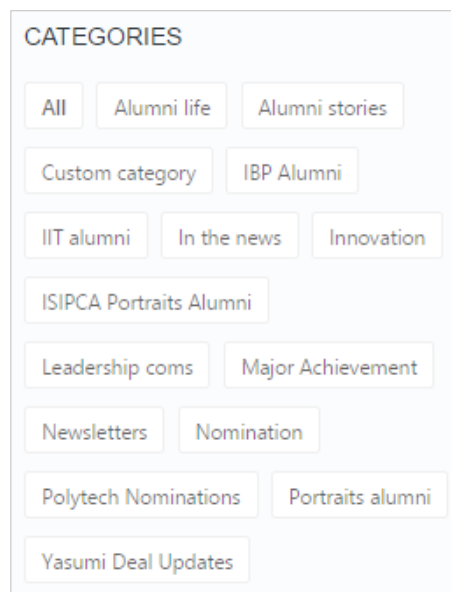 CATEGORIES
All Alumni life Alumni stories
Custom category IBP Alumni
IIT alumni In the news Innovation
ISIPCA Portraits Alumni
Leadership coms Major Achievement
Newsletters Nomination
Polytech Nominations Portraits alumni
Yasumi Deal Updates